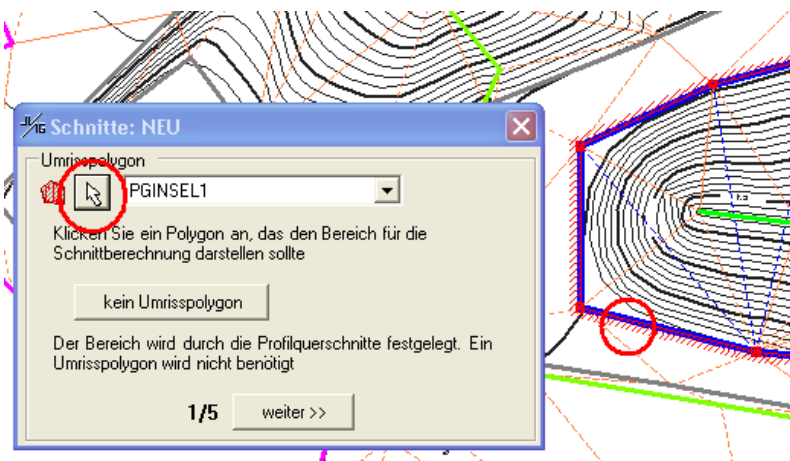 Schnitte: NEU
Umrisspolygon
PGINSEL1
Klicken Sie ein Polygon an, das den Bereich für die
Schnittberechnung darstellen sollte
kein Umrisspolygon
Der Bereich wird durch die Profilquerschnitte festgelegt. Ein
Umrisspolygon wird nicht benötigt
1/5
weiter >>